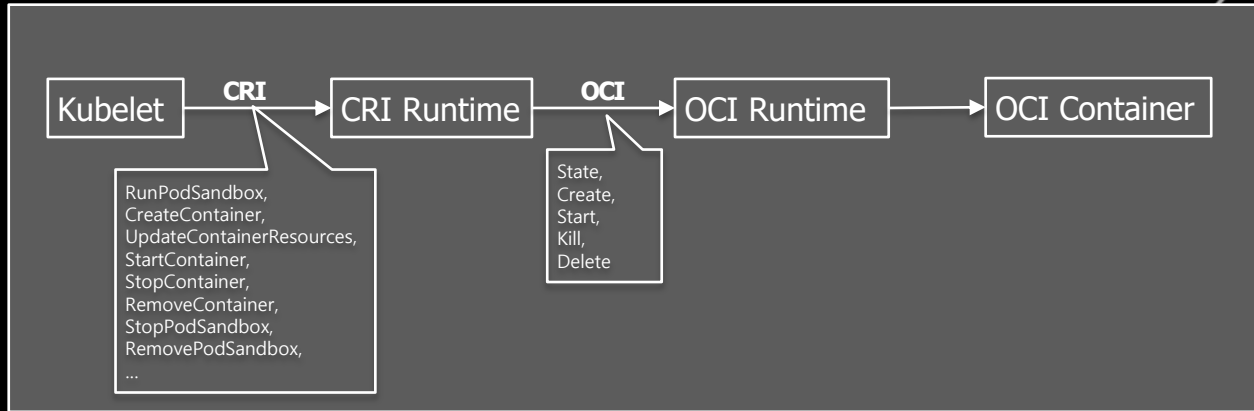 Kubelet
CRI
CRI Runtime
OCI
OCI Runtime
OCI Container
RunPodSandbox,
CreateContainer,
UpdateContainerResources,
StartContainer,
StopContainer,
RemoveContainer,
StopPodSandbox,
RemovePodSandbox,
...
State,
Create,
Start,
Kill,
Delete